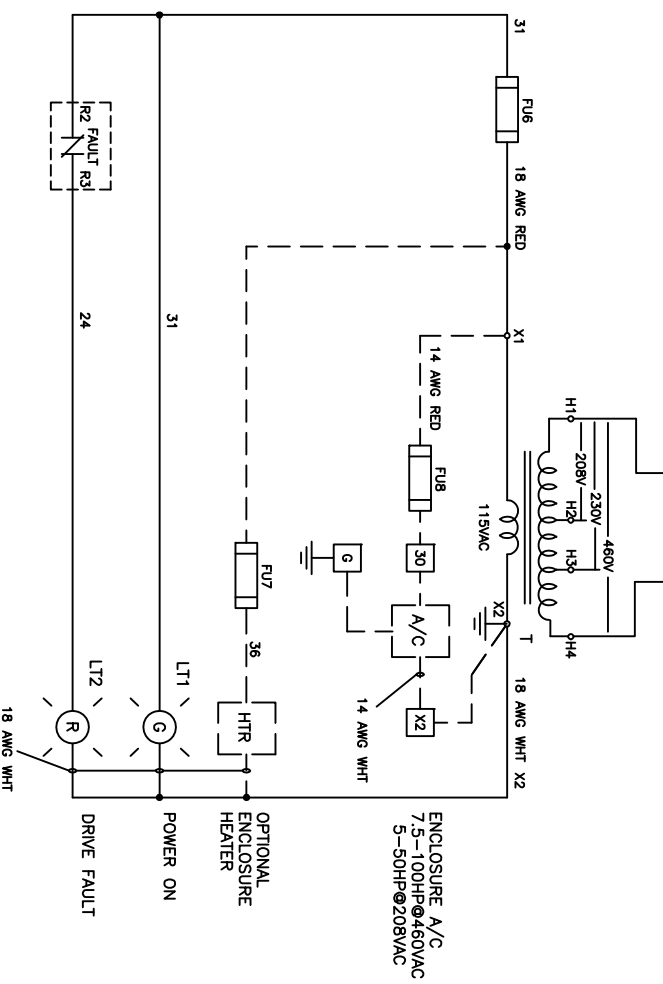 H1
H2
H3
H4
208V
230V
460V
115VAC
T
31
FU6
18 AWG RED
X1
X2
18 AWG WHT
X2
14 AWG RED
FU8
30
A/C
14 AWG WHT
X2
G
ENCLOSURE A/C
7.5-100HP@460VAC
5-50HP@208VAC
FU7
36
HTR
OPTIONAL
ENCLOSURE
HEATER
31
LT1
G
POWER ON
R2 FAULT R3
24
LT2
R
DRIVE FAULT
18 AWG WHT